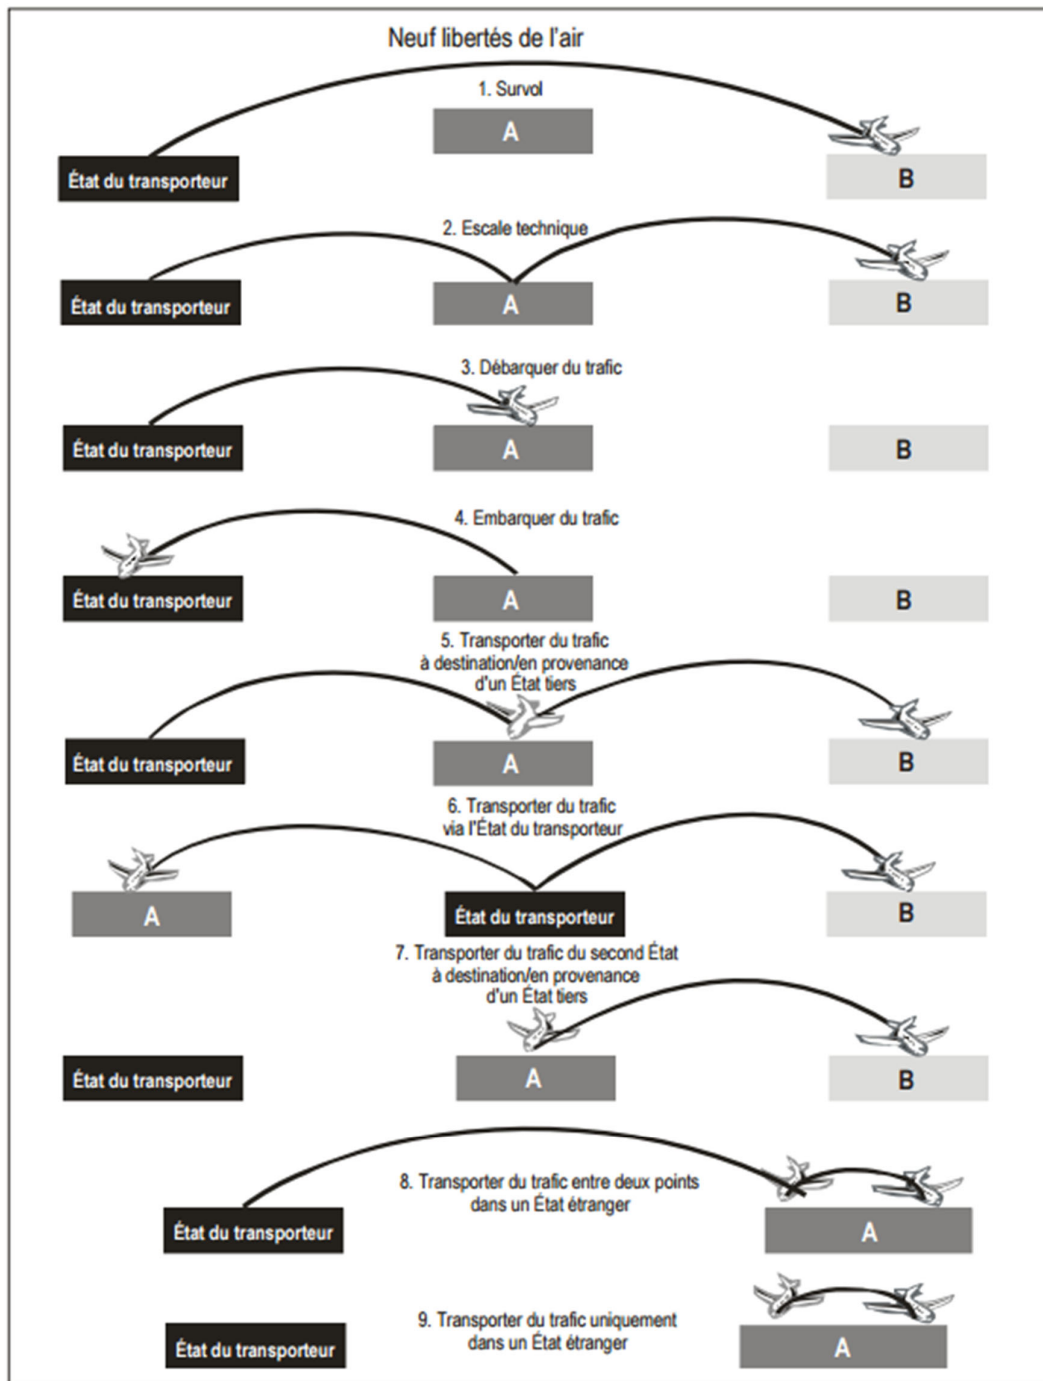 Neuf libertés de l'air
1. Survol
A
État du transporteur
B
2. Escale technique
État du transporteur
A
B
3. Débarquer du trafic
État du transporteur
A
B
4. Embarquer du trafic
État du transporteur
A
B
5. Transporter du trafic
à destination/en provenance
d'un État tiers
État du transporteur
A
B
6. Transporter du trafic
via l'État du transporteur
A
État du transporteur
B
7. Transporter du trafic du second État
à destination/en provenance
d'un État tiers
État du transporteur
A
B
8. Transporter du trafic entre deux points
dans un État étranger
État du transporteur
A
9. Transporter du trafic uniquement
dans un État étranger
État du transporteur
A